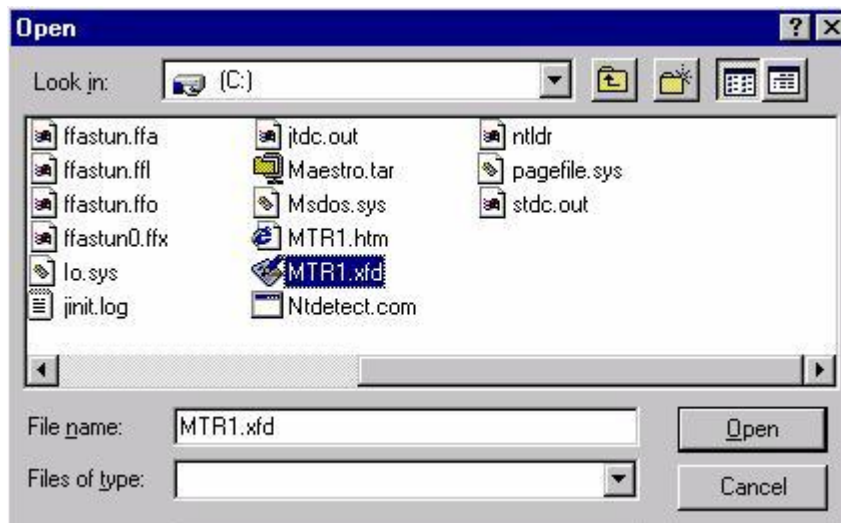 Open
Look in: (C:)
ffastun.ffa jtdc.out ntldr
ffastun.ffl Maestro.tar pagefile.sys
ffastun.ffo Msdos.sys stdc.out
ffastun0.ffx MTR1.htm
Io.sys MTR1.xfd
jinit.log Ntdetect.com
File name: MTR1.xfd Open
Files of type: Cancel